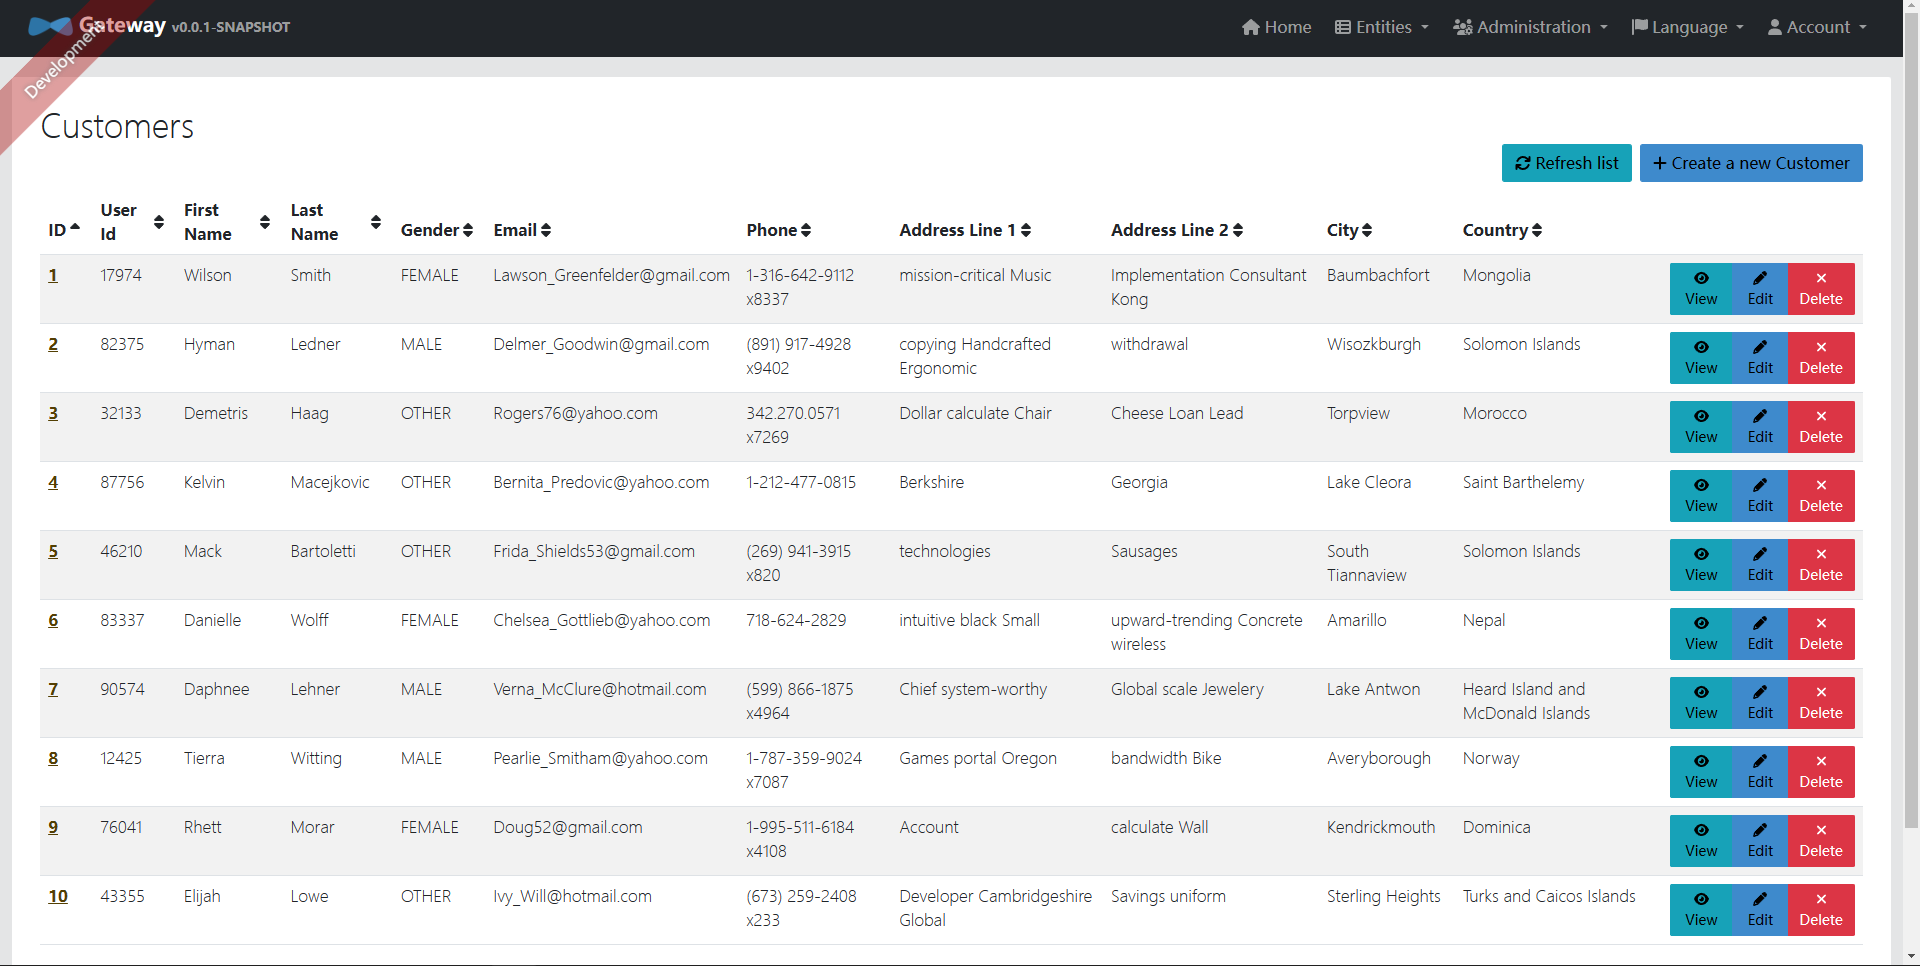 Gateway v0.0.1-SNAPSHOT
Home Entities Administration Language Account
Development
Customers
Refresh list Create a new Customer
ID User Id First Name Last Name Gender Email Phone Address Line 1 Address Line 2 City Country
1 17974 Wilson Smith FEMALE Lawson_Greenfelder@gmail.com 1-316-642-9112 x8337 mission-critical Music Implementation Consultant Kong Baumbachfort Mongolia View Edit Delete
2 82375 Hyman Ledner MALE Delmer_Goodwin@gmail.com (891) 917-4928 x9402 copying Handcrafted Ergonomic withdrawal Wisozkburgh Solomon Islands View Edit Delete
3 32133 Demetris Haag OTHER Rogers76@yahoo.com 342.270.0571 x7269 Dollar calculate Chair Cheese Loan Lead Torpview Morocco View Edit Delete
4 87756 Kelvin Macejkovic OTHER Bernita_Predovic@yahoo.com 1-212-477-0815 Berkshire Georgia Lake Cleora Saint Barthelemy View Edit Delete
5 46210 Mack Bartoletti OTHER Frida_Shields53@gmail.com (269) 941-3915 x820 technologies Sausages South Tiannaview Solomon Islands View Edit Delete
6 83337 Danielle Wolff FEMALE Chelsea_Gottlieb@yahoo.com 718-624-2829 intuitive black Small upward-trending Concrete wireless Amarillo Nepal View Edit Delete
7 90574 Daphnee Lehner MALE Verna_McClure@hotmail.com (599) 866-1875 x4964 Chief system-worthy Global scale Jewelery Lake Antwon Heard Island and McDonald Islands View Edit Delete
8 12425 Tierra Witting MALE Pearlie_Smitham@yahoo.com 1-787-359-9024 x7087 Games portal Oregon bandwidth Bike Averyborough Norway View Edit Delete
9 76041 Rhett Morar FEMALE Doug52@gmail.com 1-995-511-6184 x4108 Account calculate Wall Kendrickmouth Dominica View Edit Delete
10 43355 Elijah Lowe OTHER Ivy_Will@hotmail.com (673) 259-2408 x233 Developer Cambridgeshire Global Savings uniform Sterling Heights Turks and Caicos Islands View Edit Delete